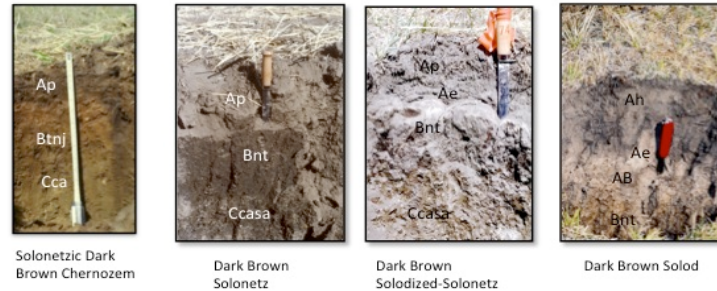 Ap
Btnj
Cca
Ap
Bnt
Ccasa
Ap
Ae
Bnt
Ccasa
Ah
Ae
AB
Bnt
Solonetzic Dark
Brown Chernozem
Dark Brown
Solonetz
Dark Brown
Solodized-Solonetz
Dark Brown Solod